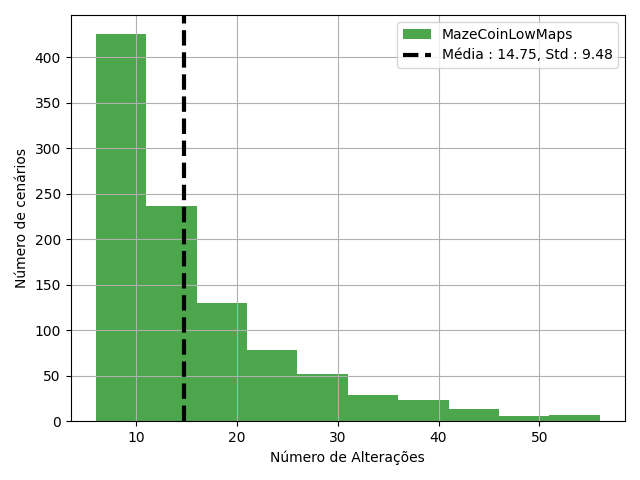 MazeCoinLowMaps
Média : 14.75, Std : 9.48
400
350
300
250
200
150
100
50
0
Número de cenários
10 20 30 40 50
Número de Alterações